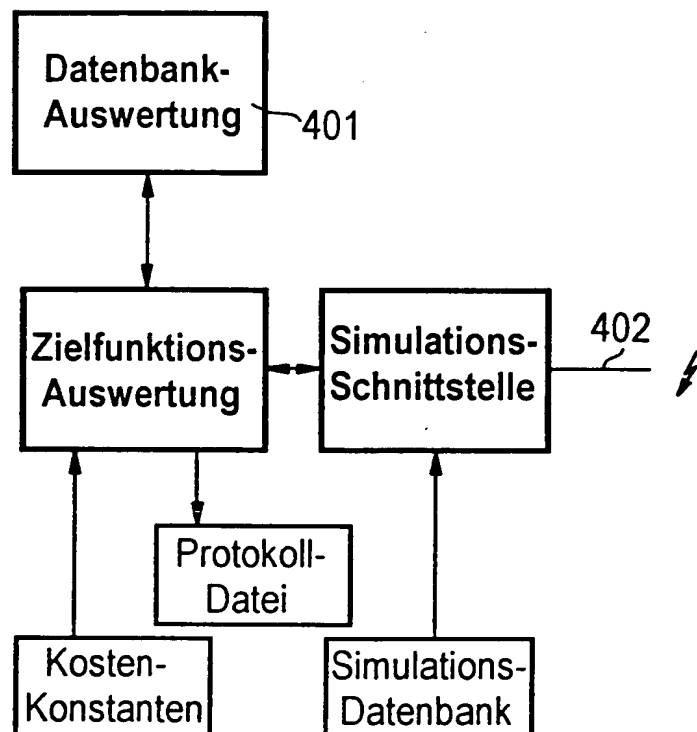 Datenbank-
Auswertung
401
Zielfunktions-
Auswertung
Simulations-
Schnittstelle
402
Protokoll-
Datei
Kosten-
Konstanten
Simulations-
Datenbank